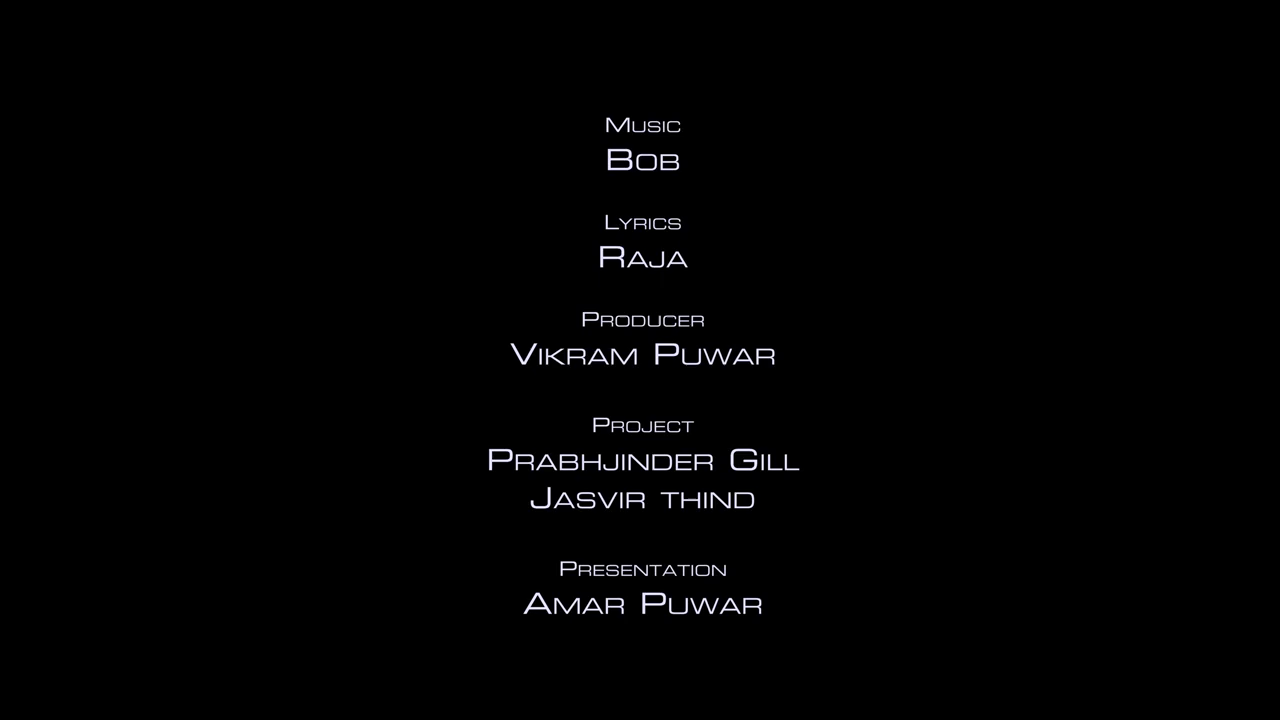 Music
Bob
Lyrics
Raja
Producer
Vikram Puwar
Project
Prabhjinder Gill
Jasvir thind
Presentation
Amar Puwar